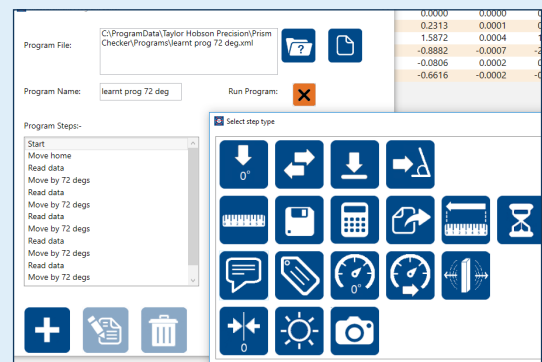 Program File:
C:\ProgramData\Taylor Hobson Precision\Prism
Checker\Programs\learnt prog 72 deg.xml
Program Name:
learnt prog 72 deg
Run Program:
Program Steps:-
Start
Move home
Read data
Move by 72 degs
Read data
Move by 72 degs
Read data
Move by 72 degs
Read data
Move by 72 degs
Read data
Move by 72 degs
0.0000 0.0000
0.2313 0.0001
1.5872 0.0004
-0.8882 -0.0007
-0.0806 0.0002
-0.6616 -0.0002
Select step type
0°
0°
0